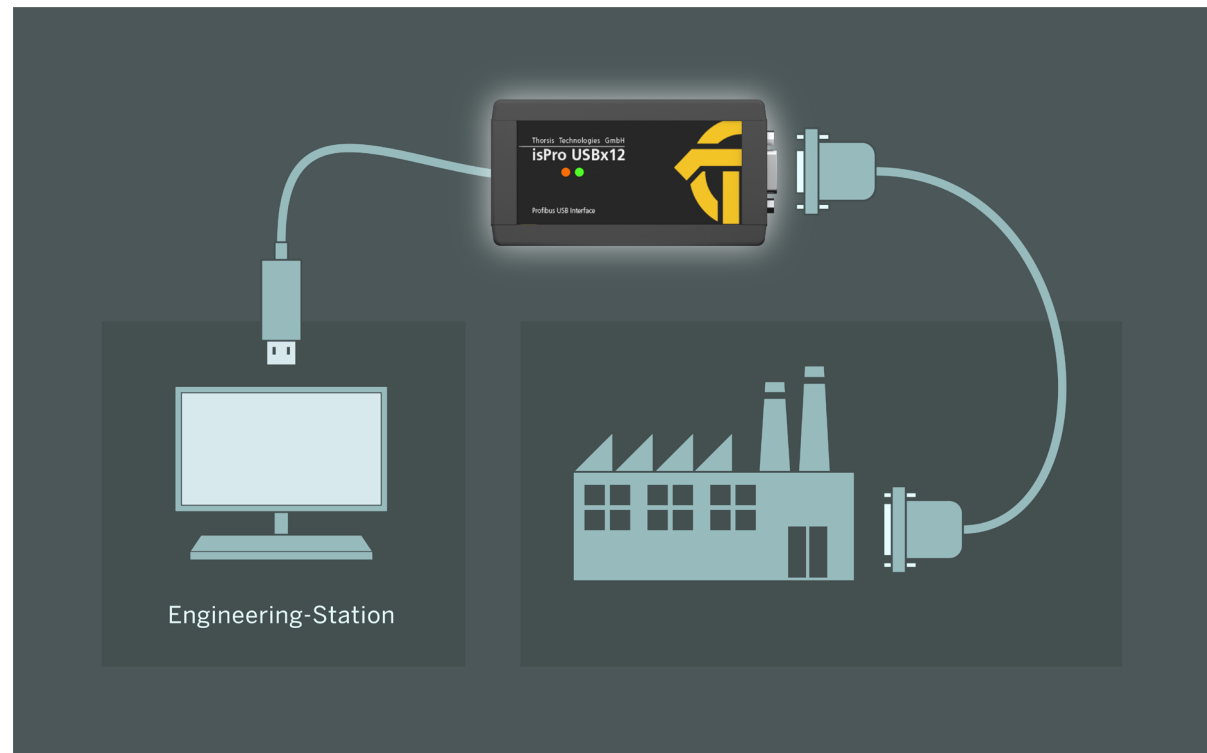 Thorsis Technologies GmbH
isPro USBx12
Profibus USB Interface
Engineering-Station